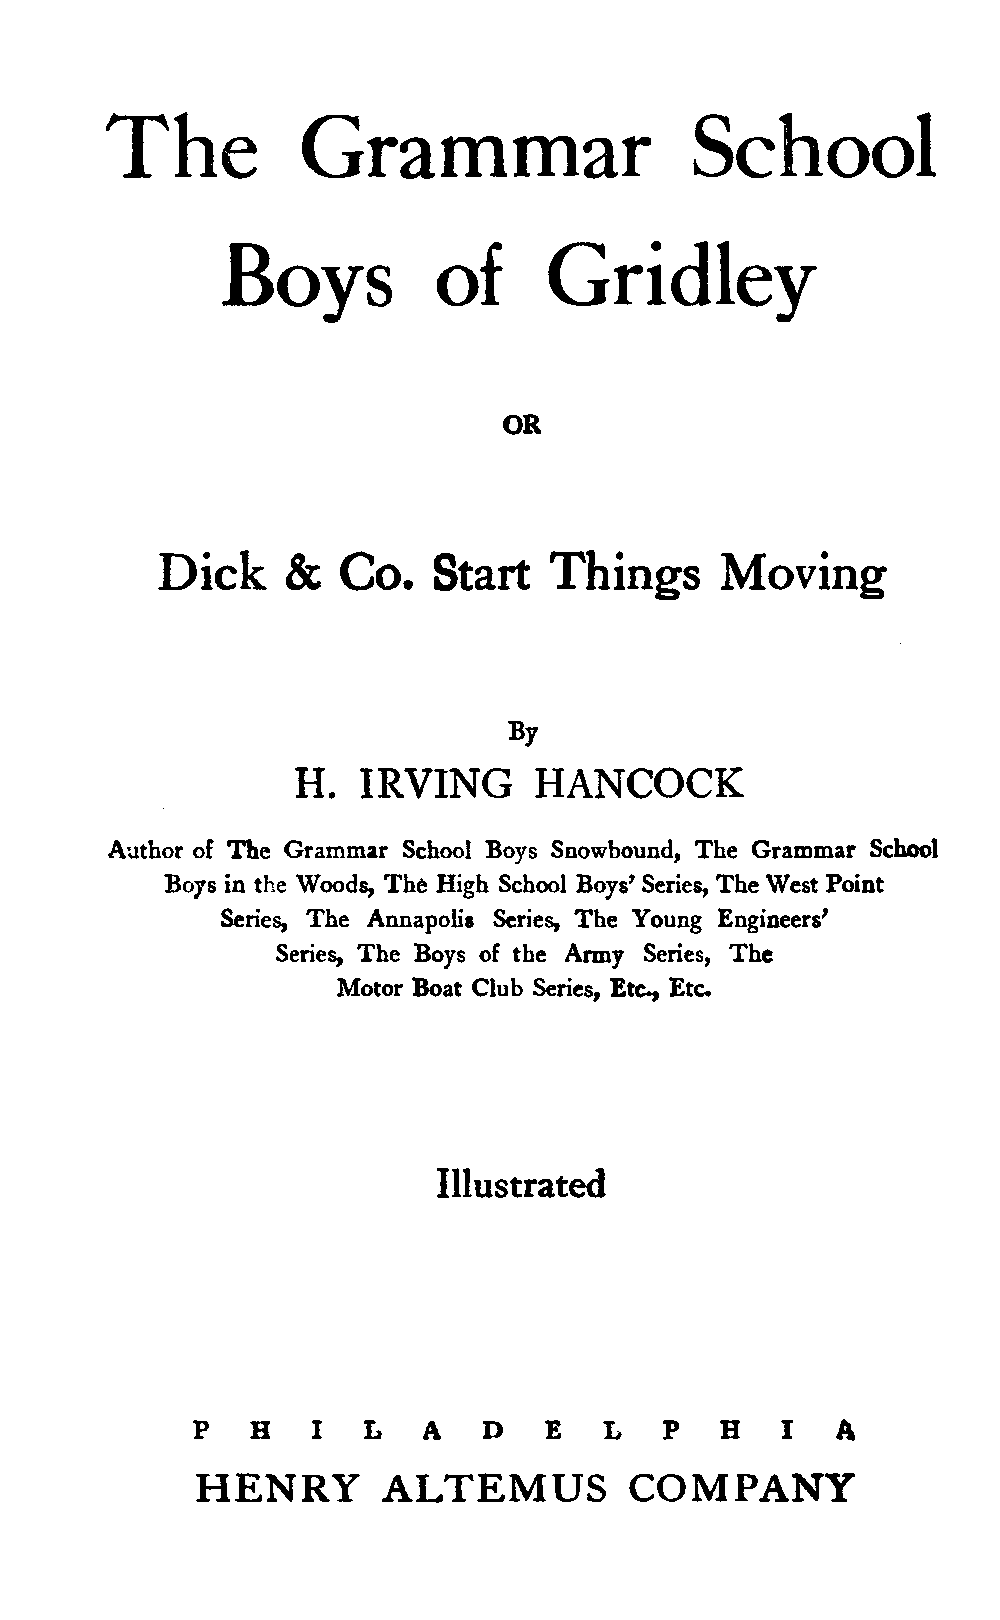 The Grammar School
Boys of Gridley
OR
Dick & Co. Start Things Moving
By
H. IRVING HANCOCK
Author of The Grammar School Boys Snowbound, The Grammar School
Boys in the Woods, The High School Boys' Series, The West Point
Series, The Annapolis Series, The Young Engineers'
Series, The Boys of the Army Series, The
Motor Boat Club Series, Etc., Etc.
Illustrated
PHILADELPHIA
HENRY ALTEMUS COMPANY